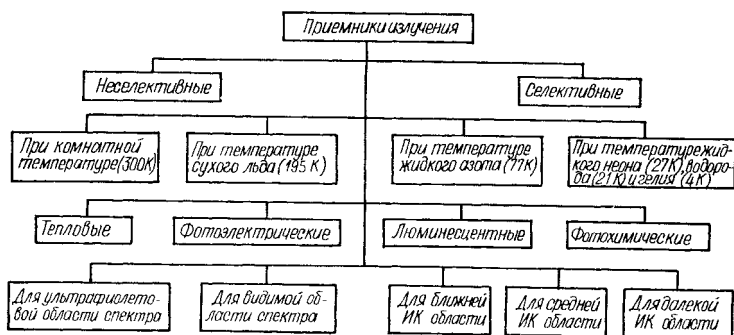 Приемники излучения
Неселективные
Селективные
При комнатной
температуре (300К)
При температуре
сухого льда (195 К)
При температуре
жидкого азота (77К)
При температуре жид-
кого неона (27К), водоро-
да (21К) и гелия (4К)
Тепловые
Фотоэлектрические
Люминесцентные
Фотохимические
Для ультрафиолето-
вой области спектра
Для видимой об-
ласти спектра
Для ближней
ИК области
Для средней
ИК области
Для далекой
ИК области